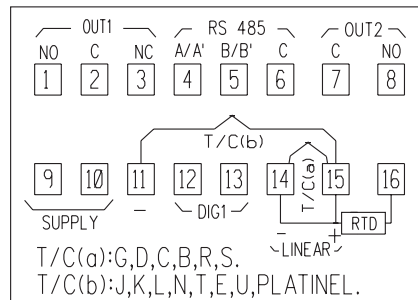 OUT1 RS 485 OUT2
NO C NC A/A' B/B' C C NO
1 2 3 4 5 6 7 8
T/C(b)
T/C(a)
9 10 11 12 13 14 15 16
SUPPLY - DIG1 - + RTD
LINEAR
T/C(a):G,D,C,B,R,S.
T/C(b):J,K,L,N,T,E,U,PLATINEL.